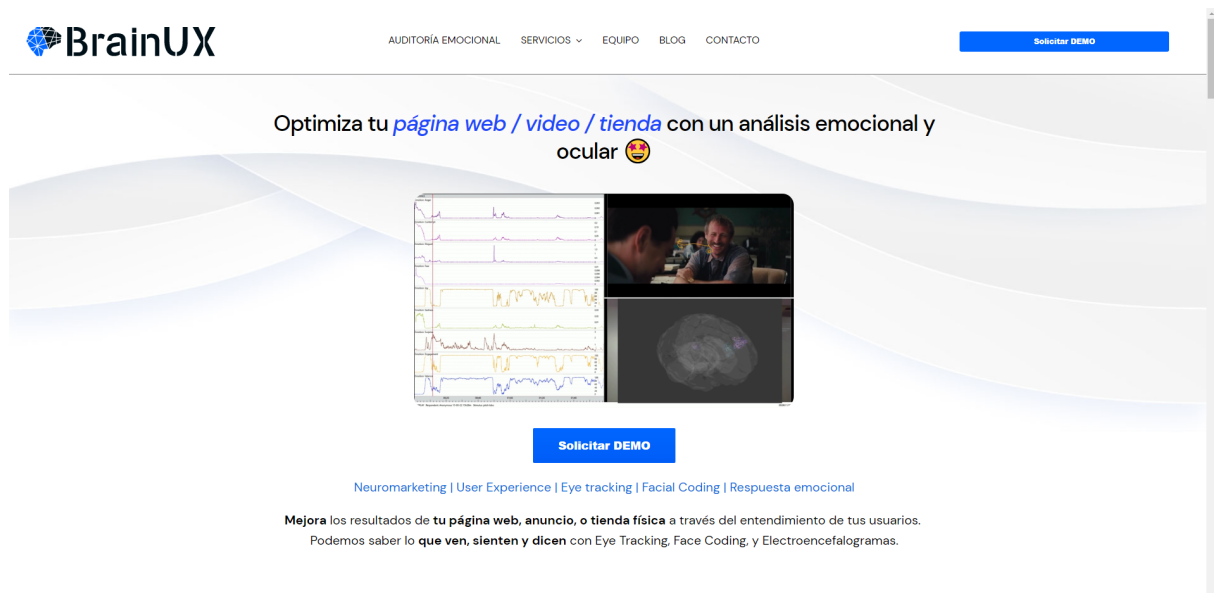 BrainUX
AUDITORÍA EMOCIONAL SERVICIOS EQUIPO BLOG CONTACTO
Solicitar DEMO
Optimiza tu página web / video / tienda con un análisis emocional y
ocular 🤩
Solicitar DEMO
Neuromarketing | User Experience | Eye tracking | Facial Coding | Respuesta emocional
Mejora los resultados de tu página web, anuncio, o tienda física a través del entendimiento de tus usuarios.
Podemos saber lo que ven, sienten y dicen con Eye Tracking, Face Coding, y Electroencefalogramas.